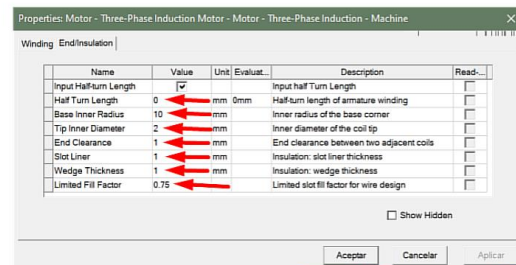 Properties: Motor - Three-Phase Induction Motor - Motor - Three-Phase Induction - Machine
Winding End/Insulation
Name Value Unit Evaluat... Description Read-...
Input Half-turn Length Input half Turn Length
Half Turn Length 0 mm 0mm Half-turn length of armature winding
Base Inner Radius 10 mm Inner radius of the base corner
Tip Inner Diameter 2 mm Inner diameter of the coil tip
End Clearance 1 mm End clearance between two adjacent coils
Slot Liner 1 mm Insulation: slot liner thickness
Wedge Thickness 1 mm Insulation: wedge thickness
Limited Fill Factor 0.75 Limited slot fill factor for wire design
Show Hidden
Aceptar Cancelar Aplicar